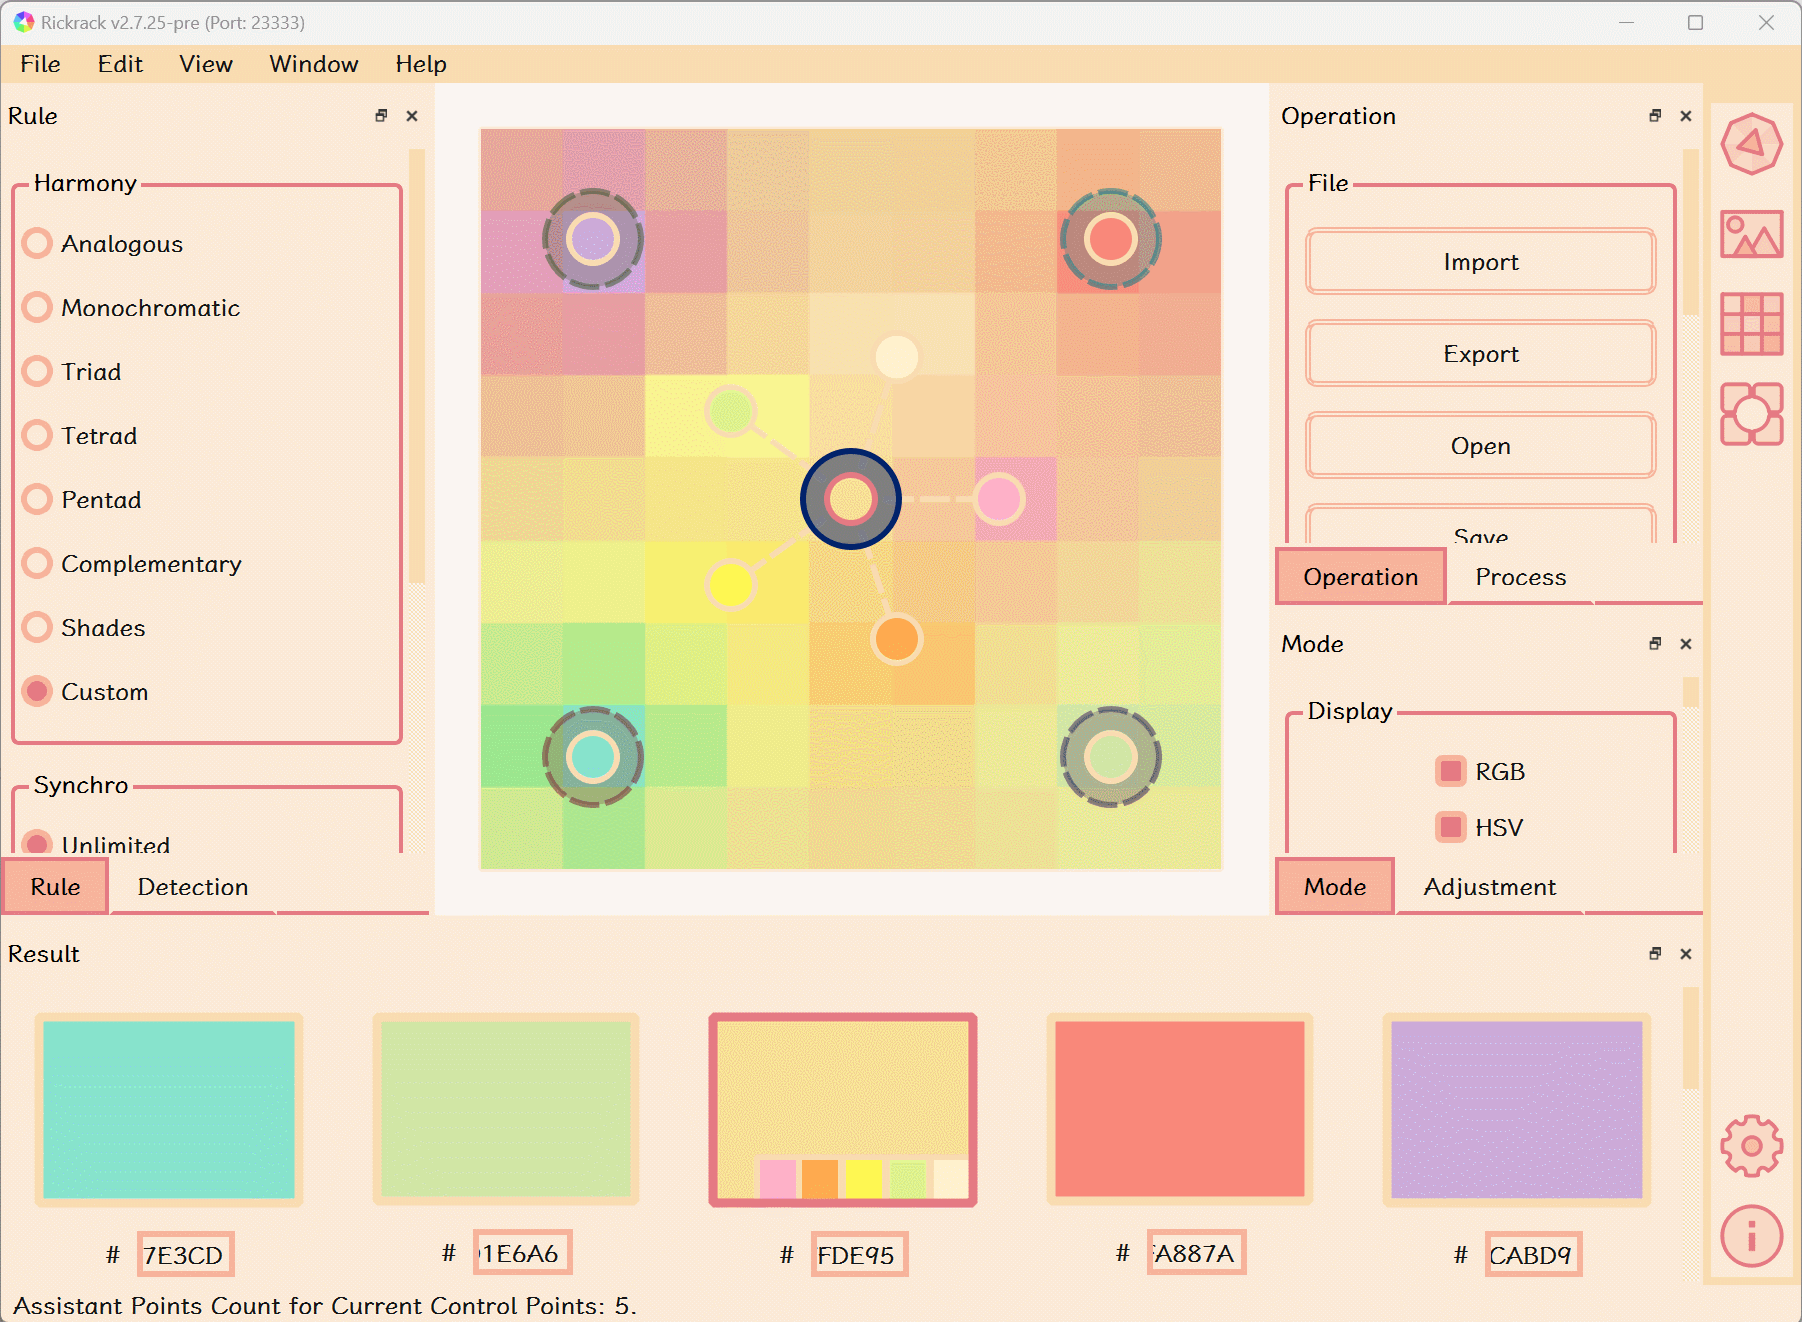 Rickrack v2.7.25-pre (Port: 23333)
File Edit View Window Help
Rule
Harmony
Analogous
Monochromatic
Triad
Tetrad
Pentad
Complementary
Shades
Custom
Synchro
Unlimited
Rule Detection
Operation
File
Import
Export
Open
Save
Operation Process
Mode
Display
RGB
HSV
Mode Adjustment
Result
# 7E3CD
# 1E6A6
# FDE95
# A887A
# CABD9
Assistant Points Count for Current Control Points: 5.